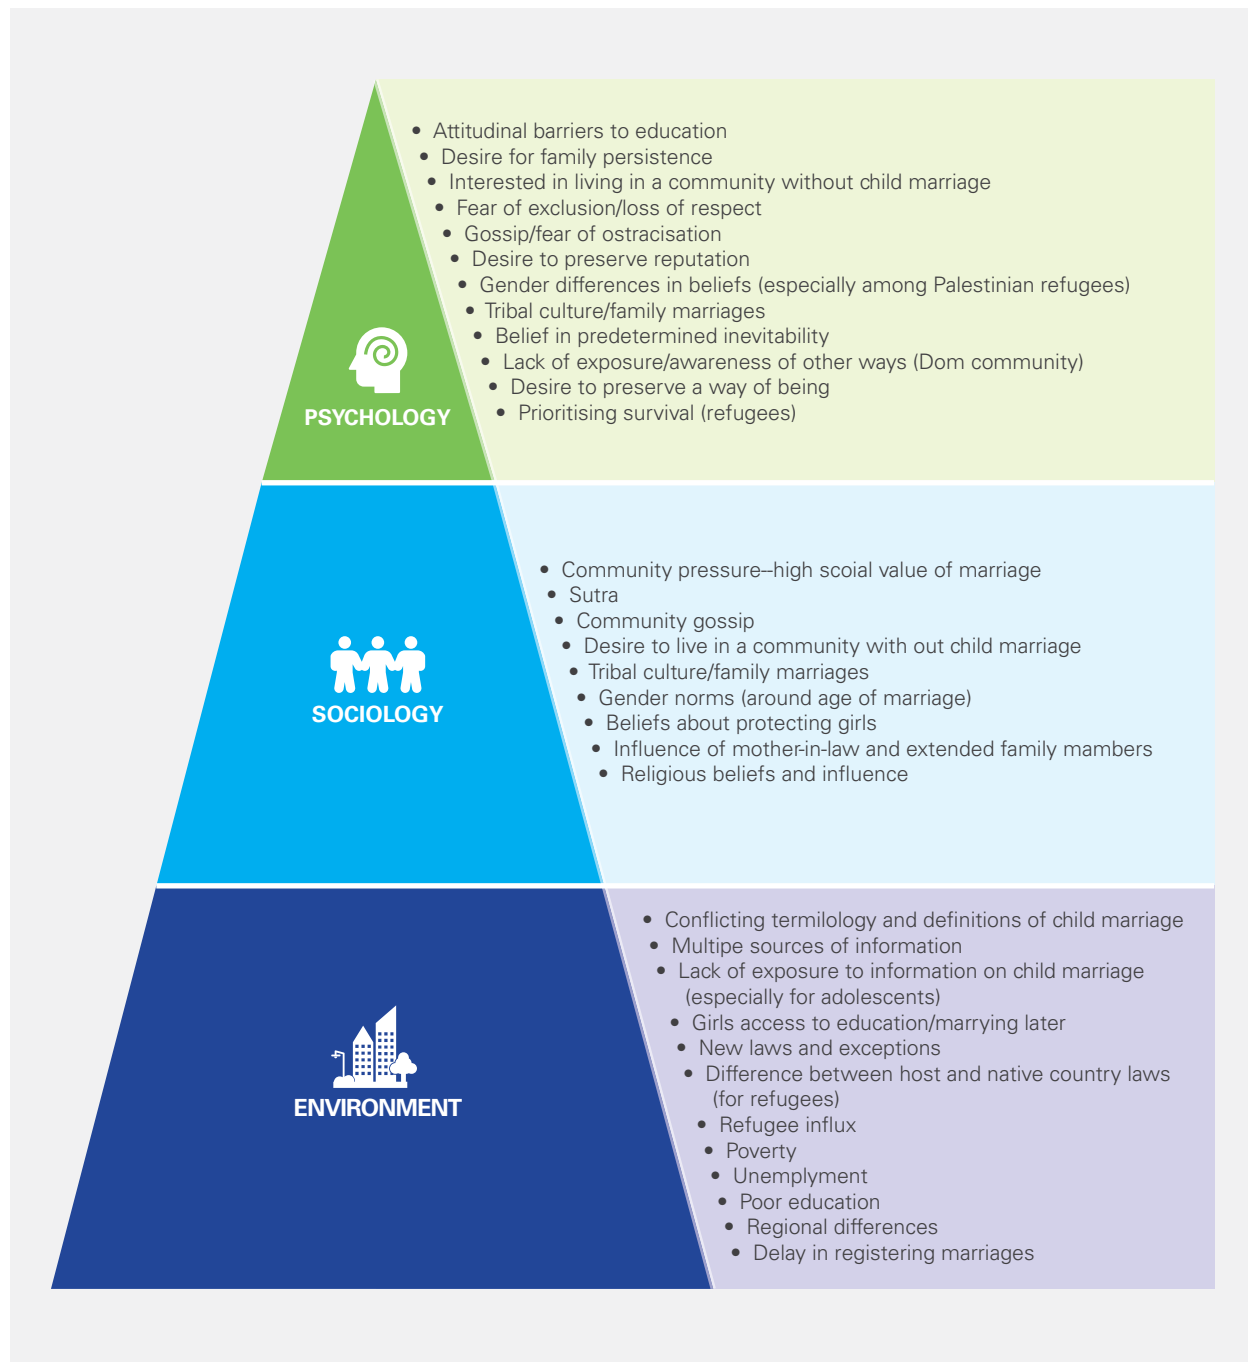 • Attitudinal barriers to education
• Desire for family persistence
• Interested in living in a community without child marriage
• Fear of exclusion/loss of respect
• Gossip/fear of ostracisation
• Desire to preserve reputation
• Gender differences in beliefs (especially among Palestinian refugees)
• Tribal culture/family marriages
• Belief in predetermined inevitability
• Lack of exposure/awareness of other ways (Dom community)
• Desire to preserve a way of being
• Prioritising survival (refugees)
PSYCHOLOGY
• Community pressure--high scoial value of marriage
• Sutra
• Community gossip
• Desire to live in a community with out child marriage
• Tribal culture/family marriages
• Gender norms (around age of marriage)
• Beliefs about protecting girls
• Influence of mother-in-law and extended family mambers
• Religious beliefs and influence
SOCIOLOGY
• Conflicting termilology and definitions of child marriage
• Multipe sources of information
• Lack of exposure to information on child marriage
(especially for adolescents)
• Girls access to education/marrying later
• New laws and exceptions
• Difference between host and native country laws
(for refugees)
• Refugee influx
• Poverty
• Unemplyment
• Poor education
• Regional differences
• Delay in registering marriages
ENVIRONMENT